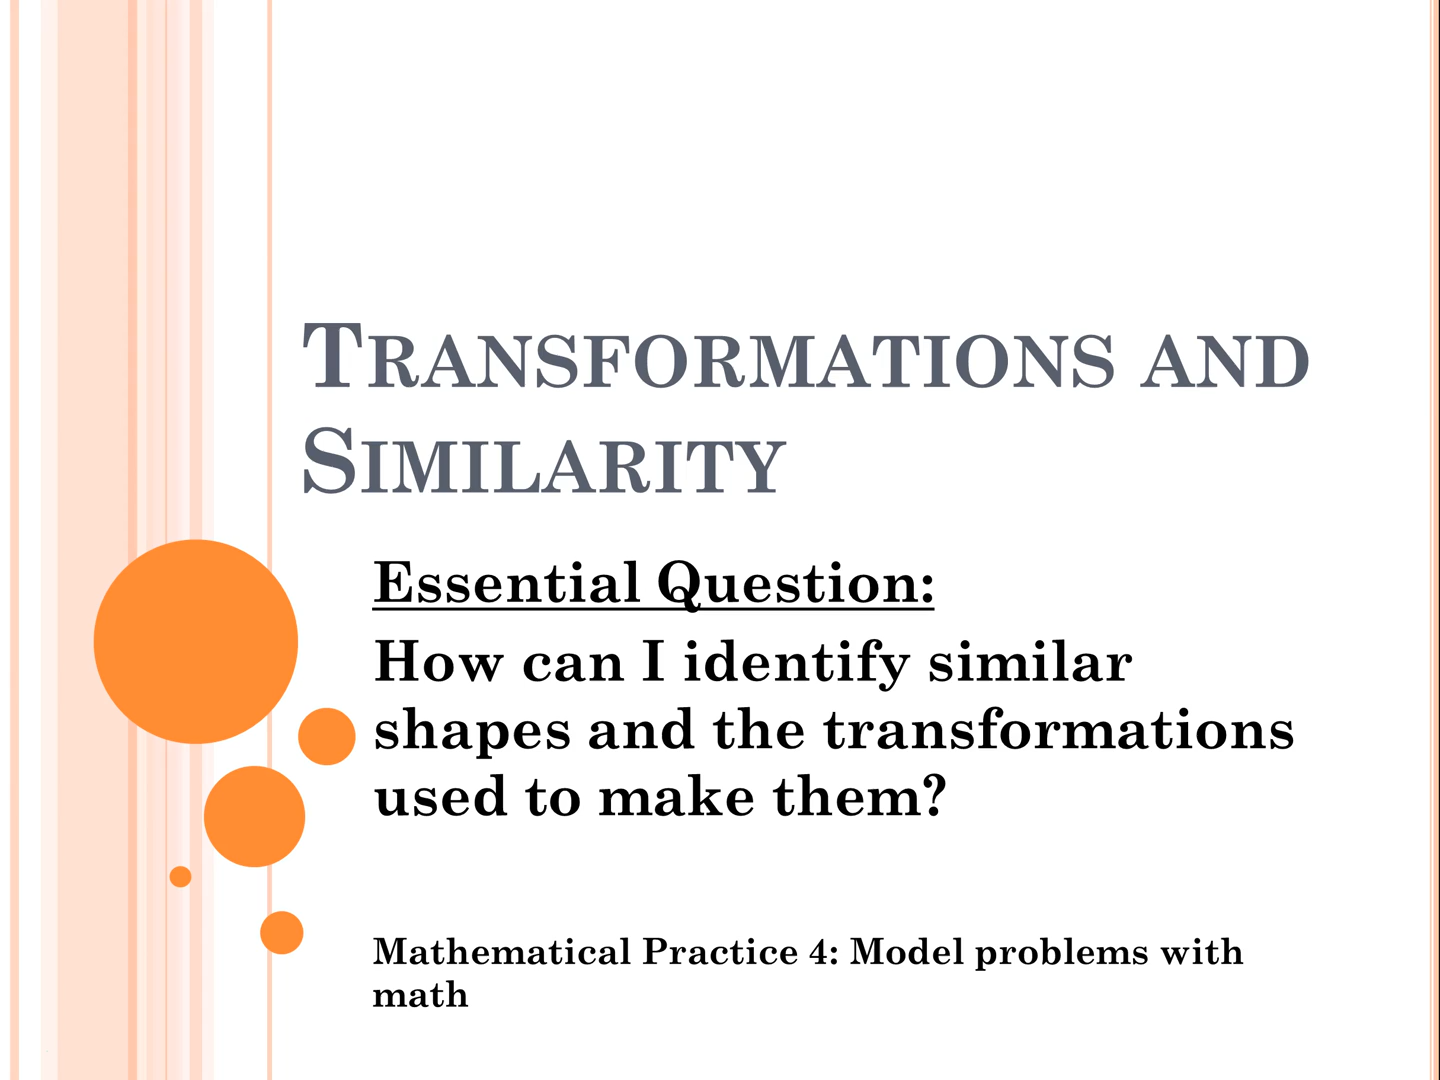 Transformations and
Similarity
Essential Question:
How can I identify similar
shapes and the transformations
used to make them?
Mathematical Practice 4: Model problems with
math